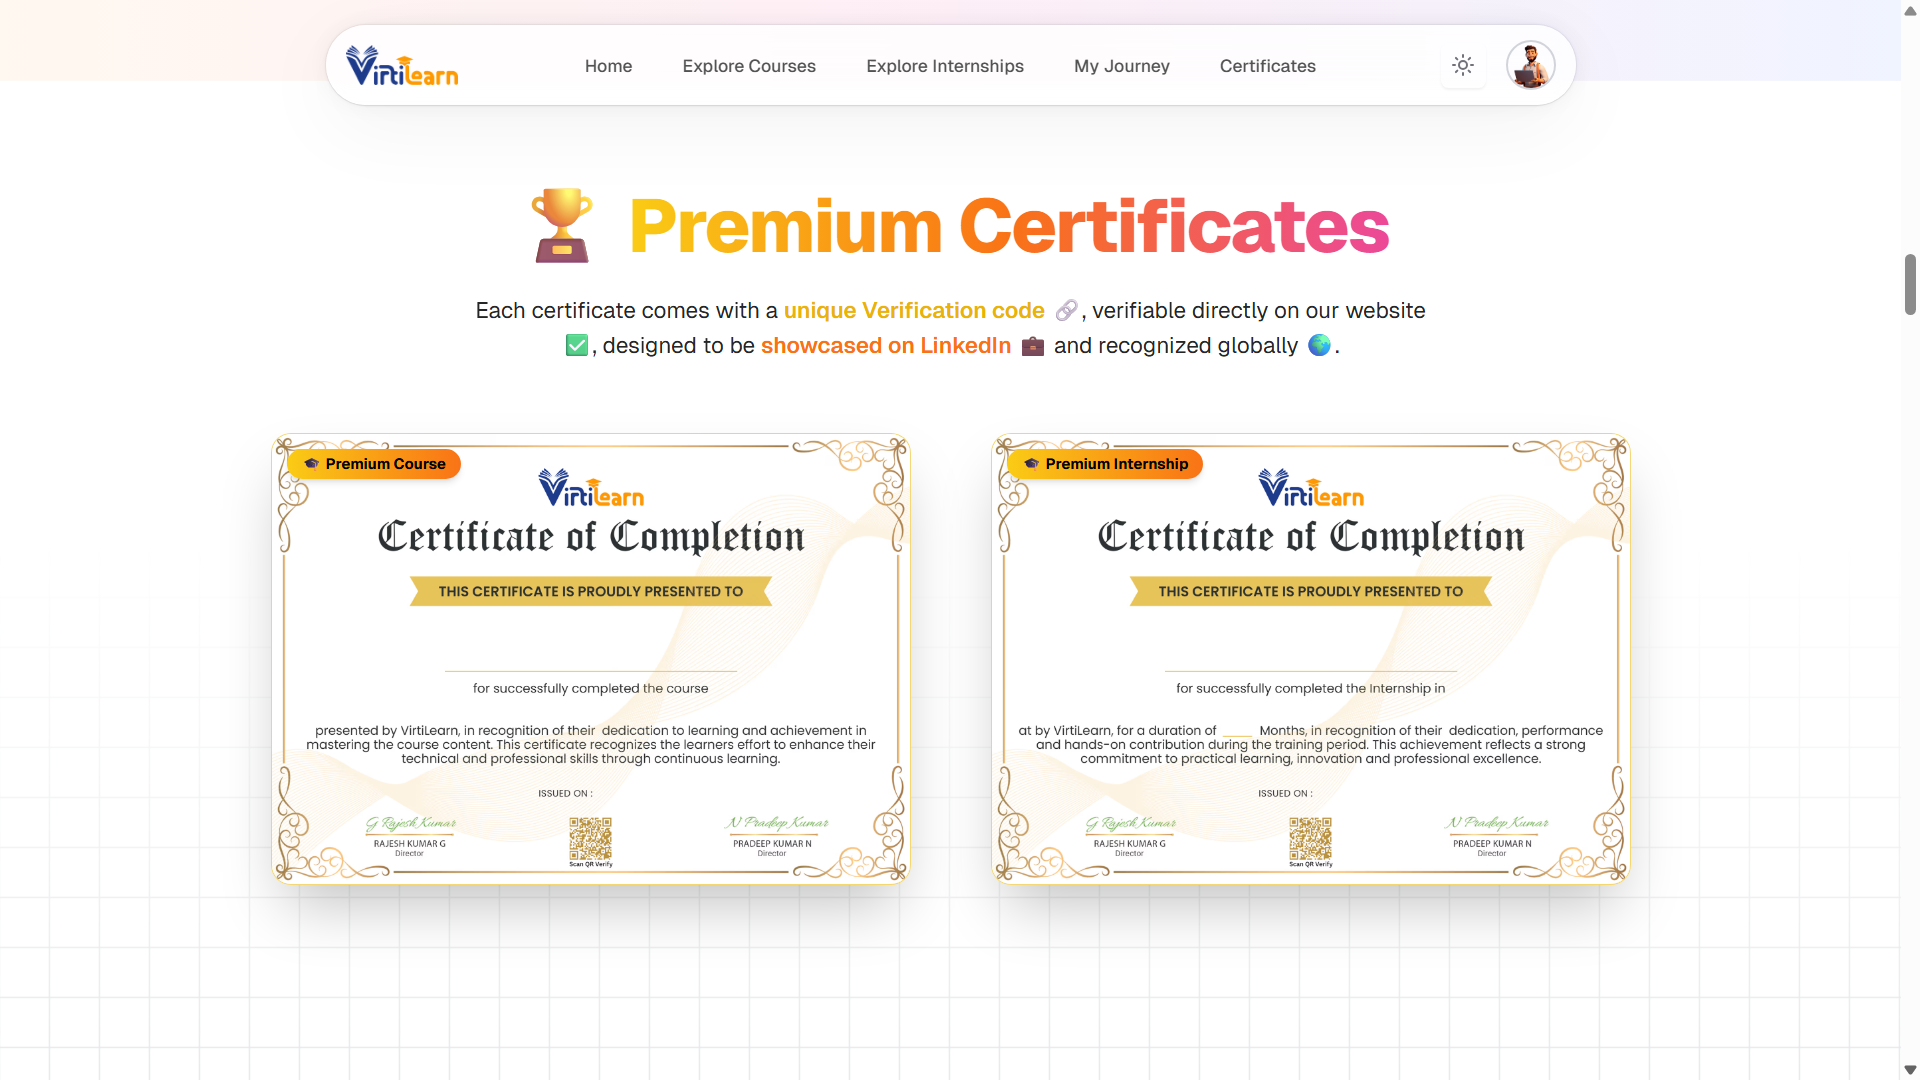 VirtiLearn
Home
Explore Courses
Explore Internships
My Journey
Certificates
Premium Certificates
Each certificate comes with a unique Verification code 🔗, verifiable directly on our website
✅, designed to be showcased on LinkedIn 💼 and recognized globally 🌍.
Premium Course
VirtiLearn
Certificate of Completion
THIS CERTIFICATE IS PROUDLY PRESENTED TO
for successfully completed the course
presented by VirtiLearn, in recognition of their dedication to learning and achievement in
mastering the course content. This certificate recognizes the learners effort to enhance their
technical and professional skills through continuous learning.
ISSUED ON :
G Rajesh Kumar
RAJESH KUMAR G
Director
Scan QR Verify
N Pradeep Kumar
PRADEEP KUMAR N
Director
Premium Internship
VirtiLearn
Certificate of Completion
THIS CERTIFICATE IS PROUDLY PRESENTED TO
for successfully completed the Internship in
at by VirtiLearn, for a duration of ____ Months, in recognition of their dedication, performance
and hands-on contribution during the training period. This achievement reflects a strong
commitment to practical learning, innovation and professional excellence.
ISSUED ON :
G Rajesh Kumar
RAJESH KUMAR G
Director
Scan QR Verify
N Pradeep Kumar
PRADEEP KUMAR N
Director